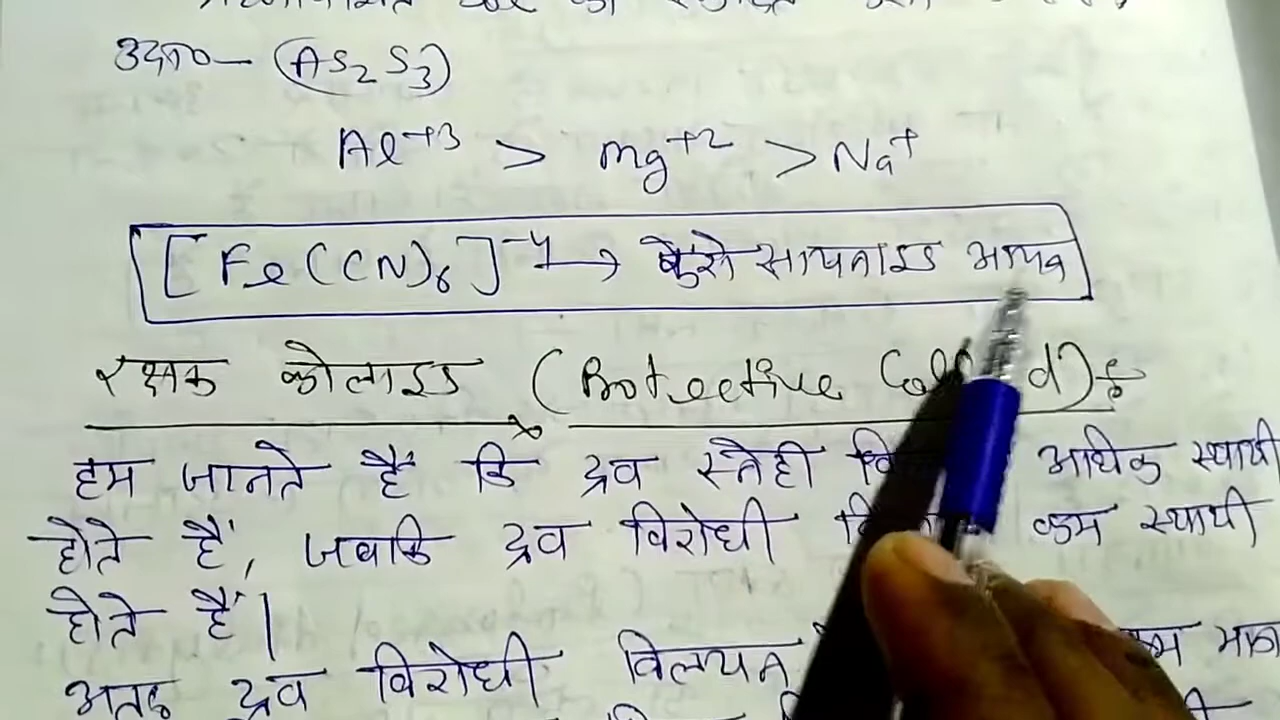 उदा०- (As2S3)
Al+3 > mg+2 > Na+
[Fe(CN)6]-4 → फेरो सायनाइड आयन
रक्षक कोलाइड (Protective Colloid) :-
हम जानते हैं कि द्रव स्नेही अधिक स्थायी
होते हैं, जबकि द्रव विरोधी कम स्थायी
होते हैं।
अतः द्रव विरोधी विलयन